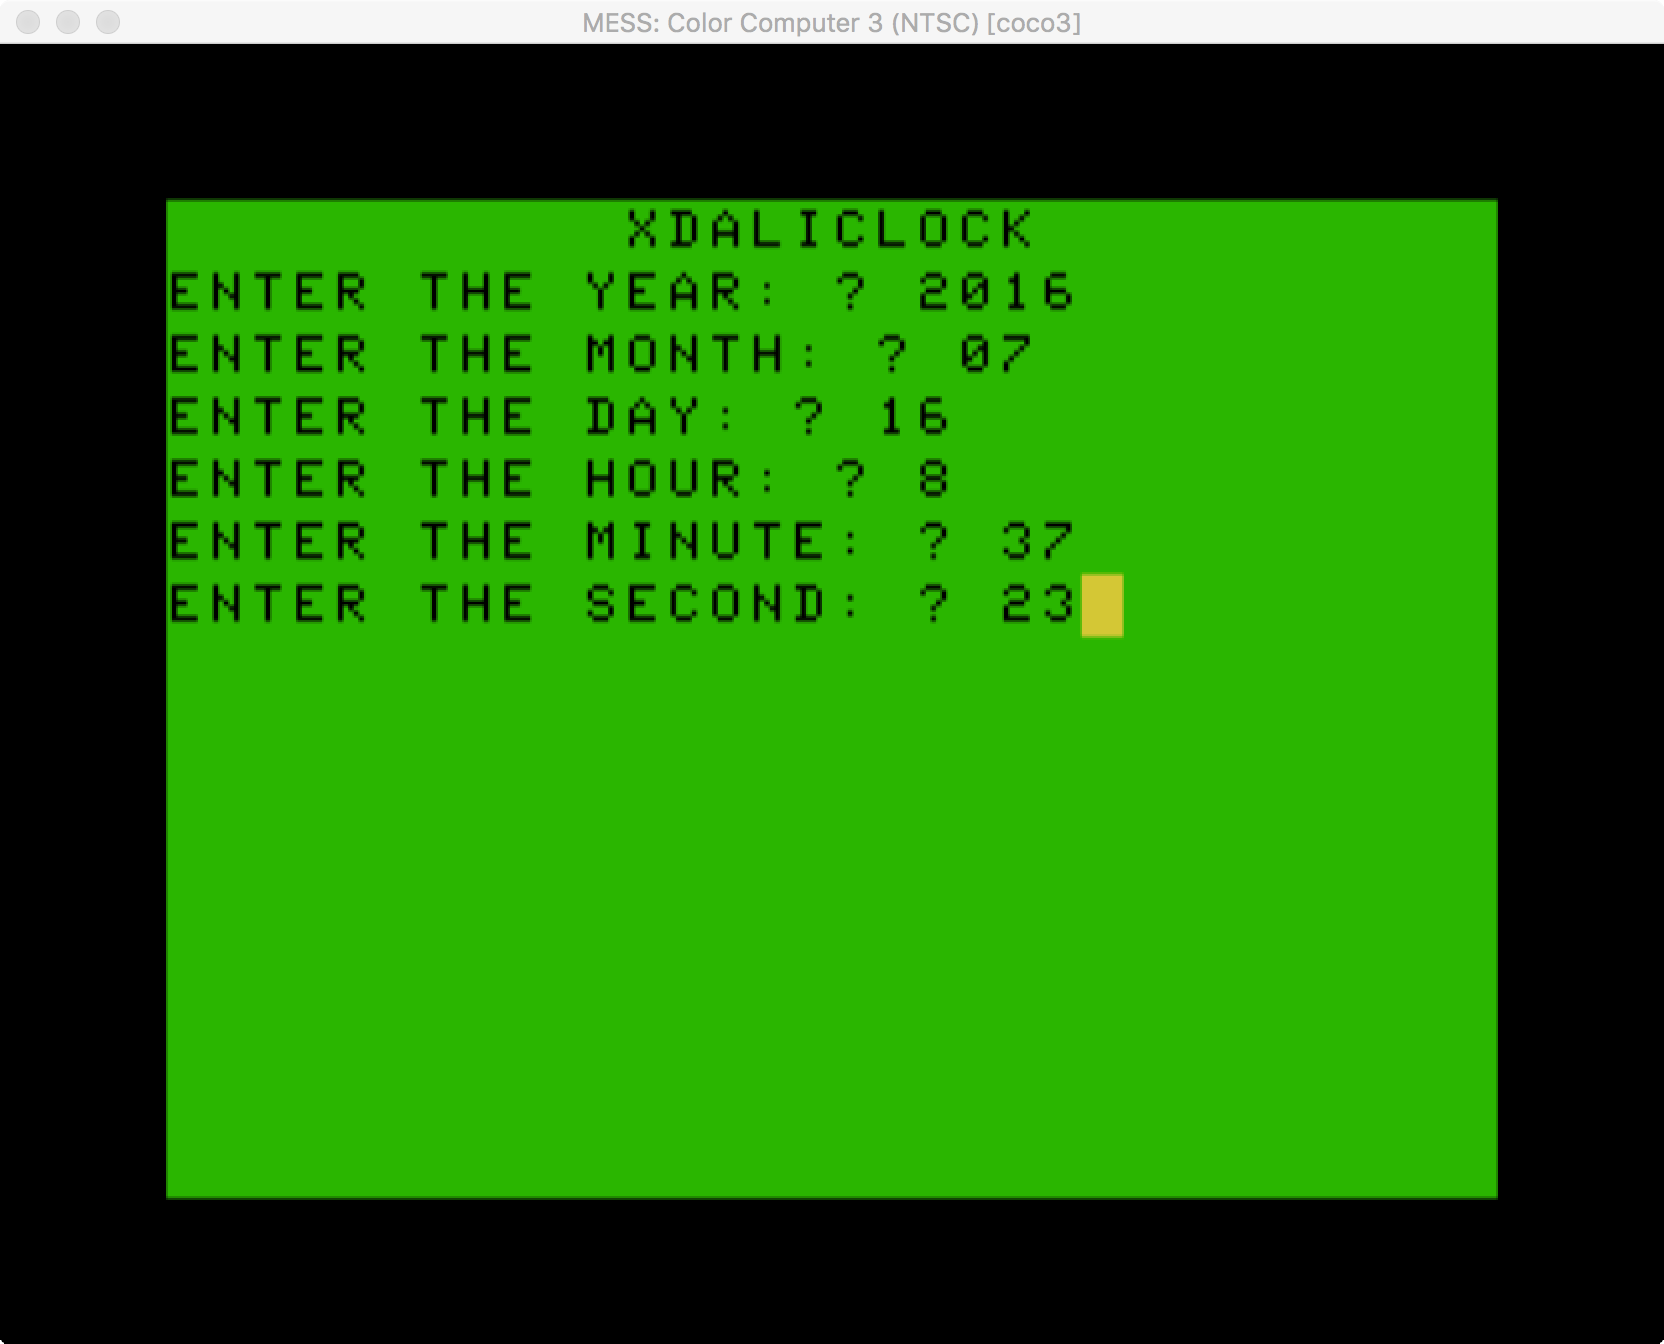 MESS: Color Computer 3 (NTSC) [coco3]
XDALICLOCK
ENTER THE YEAR: ? 2016
ENTER THE MONTH: ? 07
ENTER THE DAY: ? 16
ENTER THE HOUR: ? 8
ENTER THE MINUTE: ? 37
ENTER THE SECOND: ? 23